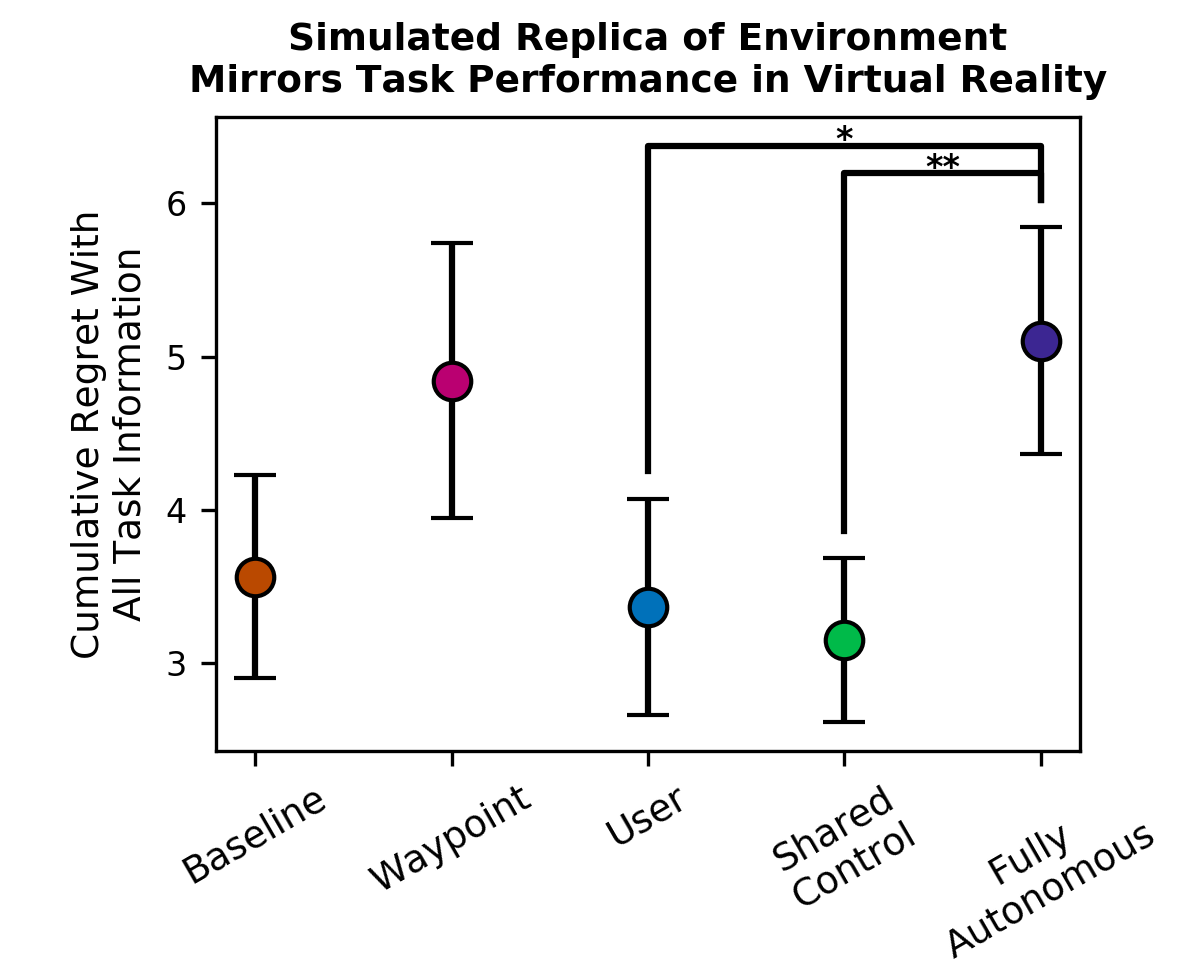 Simulated Replica of Environment
Mirrors Task Performance in Virtual Reality
*
**
Cumulative Regret With
All Task Information
6
5
4
3
Baseline
Waypoint
User
Shared
Control
Fully
Autonomous